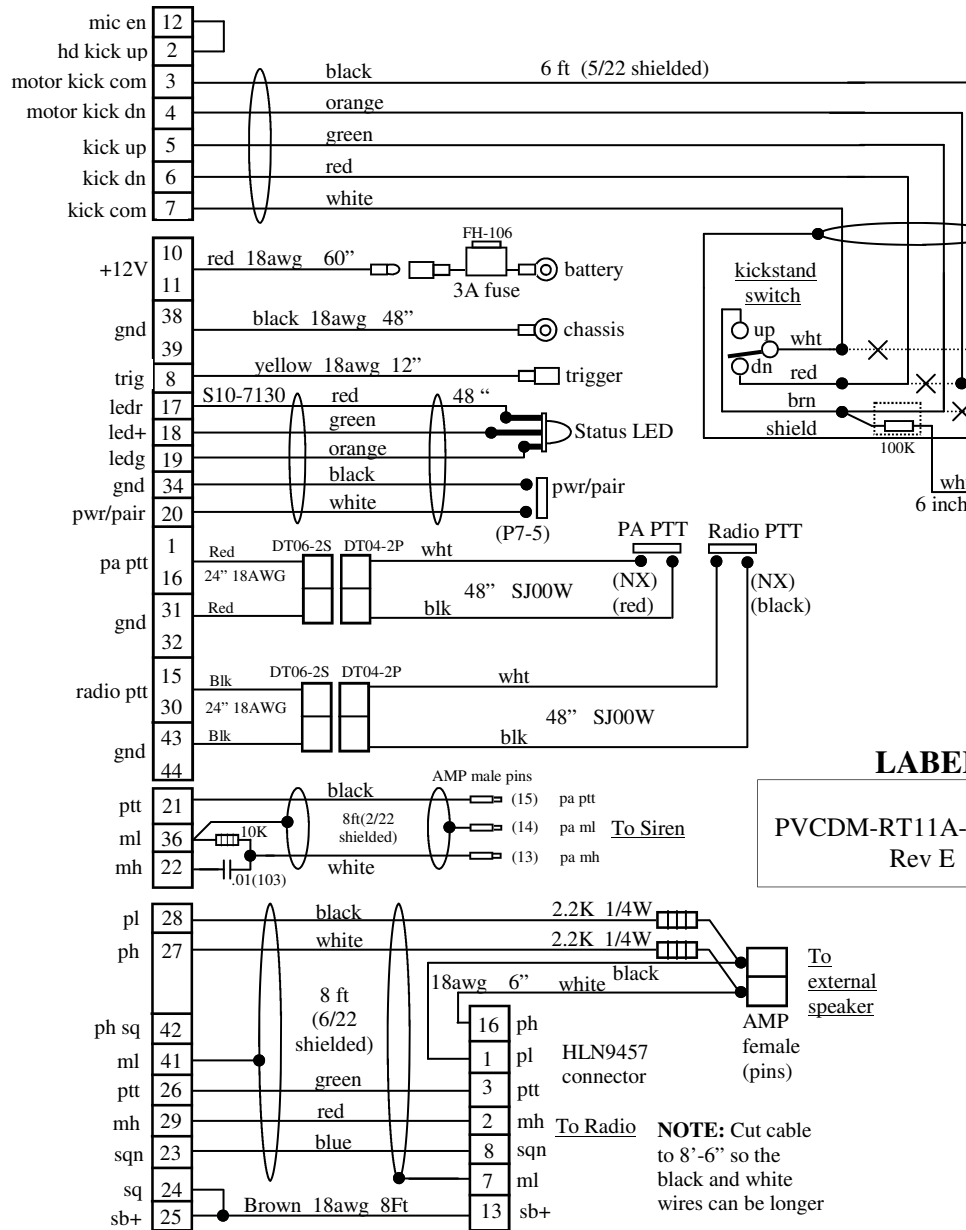 mic en 12
hd kick up 2
motor kick com 3 black 6 ft (5/22 shielded)
motor kick dn 4 orange
kick up 5 green
kick dn 6 red
kick com 7 white
+12V 10 11 red 18awg 60” FH-106 3A fuse battery
gnd 38 39 black 18awg 48” chassis
trig 8 yellow 18awg 12” trigger
ledr 17 S10-7130 red 48 “
led+ 18 green Status LED
ledg 19 orange
gnd 34 black
pwr/pair 20 white pwr/pair
(P7-5)
kickstand
switch
up
wht
dn
red
brn
shield
100K
6 inch
pa ptt 1 16 Red 24” 18AWG DT06-2S DT04-2P wht PA PTT Radio PTT
(NX)
(red)
(NX)
(black)
48” SJ00W
gnd 31 32 Red blk
radio ptt 15 30 Blk 24” 18AWG DT06-2S DT04-2P wht
48” SJ00W
gnd 43 44 Blk blk
LABE
PVCDM-RT11A-
Rev E
ptt 21 black AMP male pins (15) pa ptt
ml 36 10K 8ft(2/22 shielded) (14) pa ml To Siren
mh 22 .01(103) white (13) pa mh
pl 28 black 2.2K 1/4W
ph 27 white 2.2K 1/4W
black
18awg 6” white
To
external
speaker
AMP
female
(pins)
8 ft
(6/22
shielded)
ph sq 42 16 ph
ml 41 1 pl HLN9457
connector
ptt 26 green 3 ptt
mh 29 red 2 mh To Radio
sqn 23 blue 8 sqn
sq 24 7 ml
sb+ 25 Brown 18awg 8Ft 13 sb+
NOTE: Cut cable
to 8’-6” so the
black and white
wires can be longer